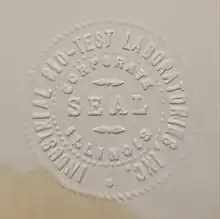 INDUSTRIAL BIO-TEST LABORATORIES, INC.
CORPORATE
SEAL
ILLINOIS